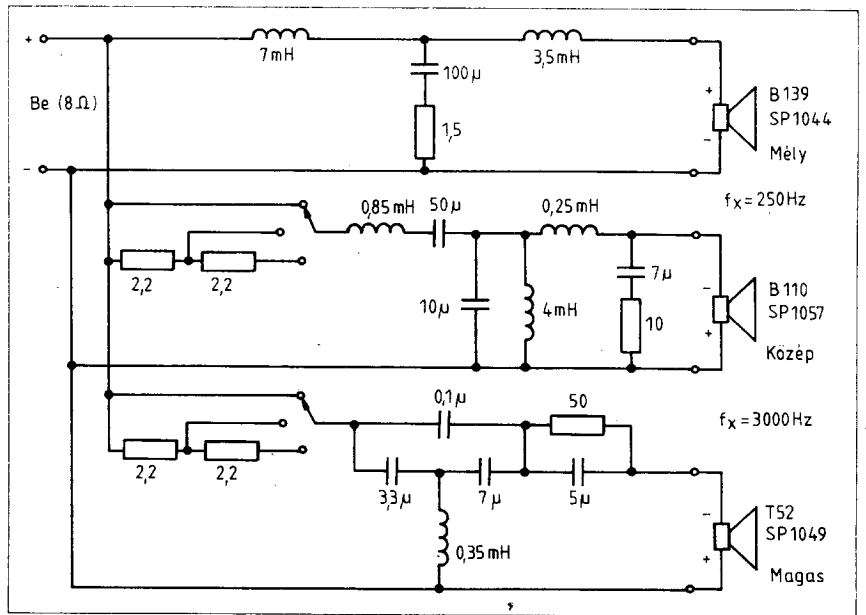 +
7mH
3,5mH
100µ
1,5
Be (8Ω)
-
+
-
B139
SP1044
Mély
fx=250Hz
0,85mH
50µ
0,25mH
2,2
2,2
10µ
4mH
7µ
10
-
+
B110
SP1057
Közép
fx=3000Hz
0,1µ
50
2,2
2,2
3,3µ
7µ
5µ
0,35mH
-
+
T52
SP1049
Magas